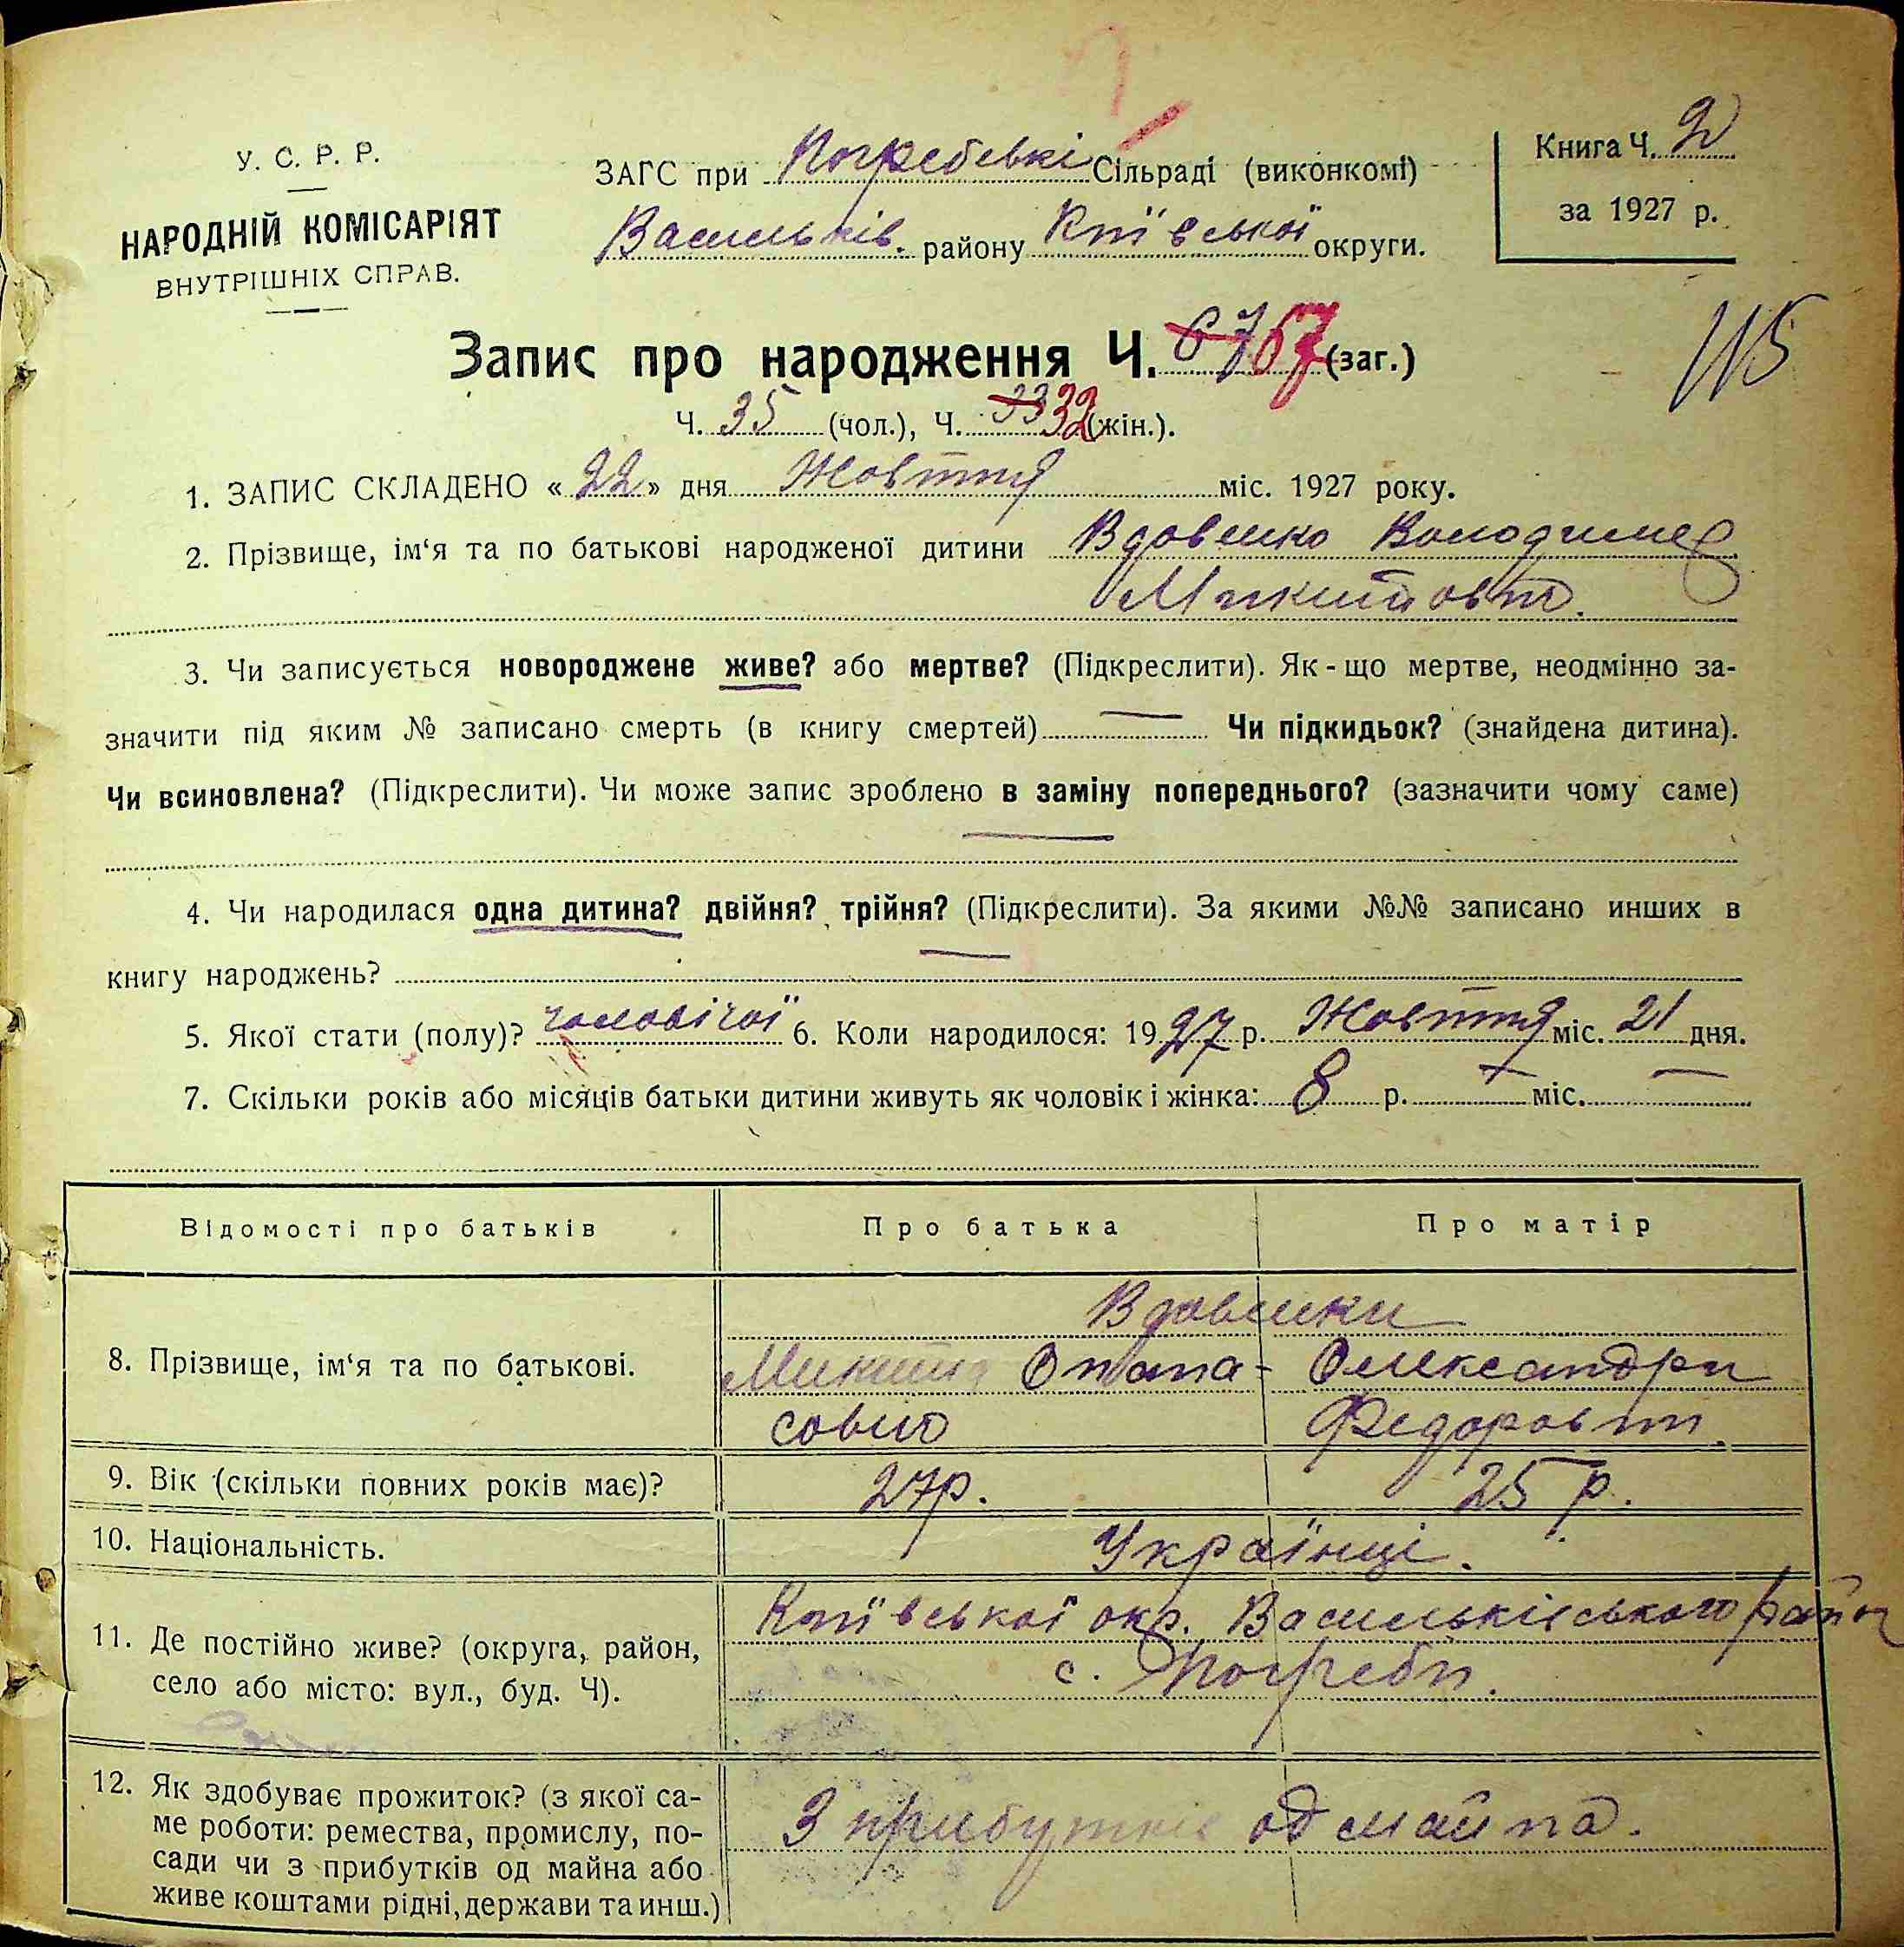 У. С. Р. Р.
НАРОДНІЙ КОМІСАРІЯТ
ВНУТРІШНІХ СПРАВ.
ЗАГС при Погребські Сільраді (виконкомі)
Васильків. району Київської округи.
Книга Ч. 2
за 1927 р.
115
Запис про народження Ч. 67 67 (заг.)
Ч. 35 (чол.), Ч. 33 32 (жін.).
1. ЗАПИС СКЛАДЕНО «22» дня Жовтня міс. 1927 року.
2. Прізвище, ім‘я та по батькові народженої дитини Вдовенко Володимер
Микитович.
3. Чи записується новороджене живе? або мертве? (Підкреслити). Як-що мертве, неодмінно за-
значити під яким № записано смерть (в книгу смертей) — Чи підкидьок? (знайдена дитина).
Чи всиновлена? (Підкреслити). Чи може запис зроблено в заміну попереднього? (зазначити чому саме)
—
4. Чи народилася одна дитина? двійня? трійня? (Підкреслити). За якими №№ записано инших в
книгу народжень? —
5. Якої стати (полу)? чоловічої 6. Коли народилося: 1927 р. Жовтня міс. 21 дня.
7. Скільки років або місяців батьки дитини живуть як чоловік і жінка: 8 р. — міс. —
Відомості про батьків Про батька Про матір
Вдовенки
8. Прізвище, ім‘я та по батькові. Микита Опана- Олександра
сович Федоровна
9. Вік (скільки повних років має)? 27 р. 25 р.
10. Національність. Українці.
Київської окр. Васильківського район
11. Де постійно живе? (округа, район,
село або місто: вул., буд. Ч). с. Погреби.
12. Як здобуває прожиток? (з якої са-
ме роботи: ремества, промислу, по- З прибутків од майна.
сади чи з прибутків од майна або
живе коштами рідні, держави та инш.)